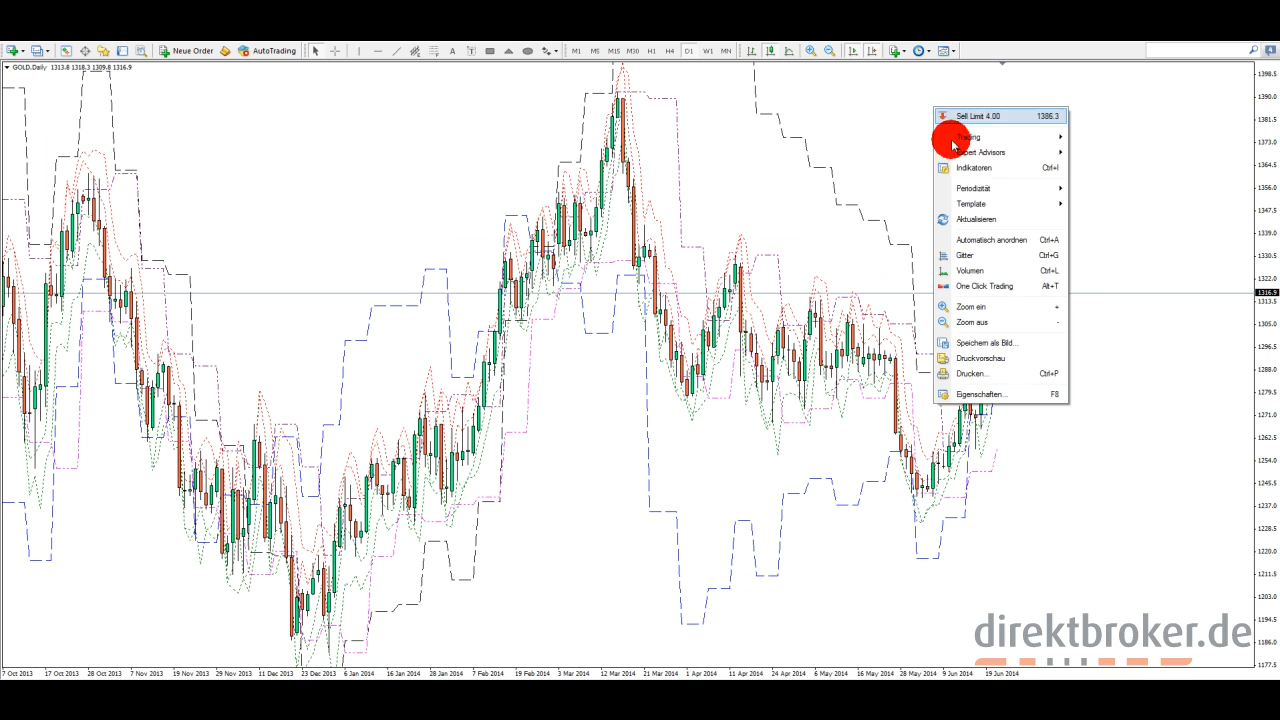 Neue Order AutoTrading A T M1 M5 M15 M30 H1 H4 D1 W1 MN 4
GOLD,Daily 1313.8 1318.3 1309.8 1316.9
1398.5
1390.0
1381.5
1373.0
1364.5
1356.0
1347.5
1339.0
1330.5
1322.0
1316.9
1313.5
1305.0
1296.5
1288.0
1279.5
1271.0
1262.5
1254.0
1245.5
1237.0
1228.5
1220.0
1211.5
1203.0
1194.5
1186.0
1177.5
Sell Limit 4.00 1386.3
Trading
Expert Advisors
Indikatoren Ctrl+I
Periodizität
Template
Aktualisieren
Automatisch anordnen Ctrl+A
Gitter Ctrl+G
Volumen Ctrl+L
One Click Trading Alt+T
Zoom ein +
Zoom aus -
Speichern als Bild...
Druckvorschau
Drucken... Ctrl+P
Eigenschaften... F8
direktbroker.de
7 Oct 2013 17 Oct 2013 28 Oct 2013 7 Nov 2013 19 Nov 2013 29 Nov 2013 11 Dec 2013 23 Dec 2013 6 Jan 2014 16 Jan 2014 28 Jan 2014 7 Feb 2014 19 Feb 2014 3 Mar 2014 12 Mar 2014 21 Mar 2014 1 Apr 2014 11 Apr 2014 24 Apr 2014 6 May 2014 16 May 2014 28 May 2014 9 Jun 2014 19 Jun 2014